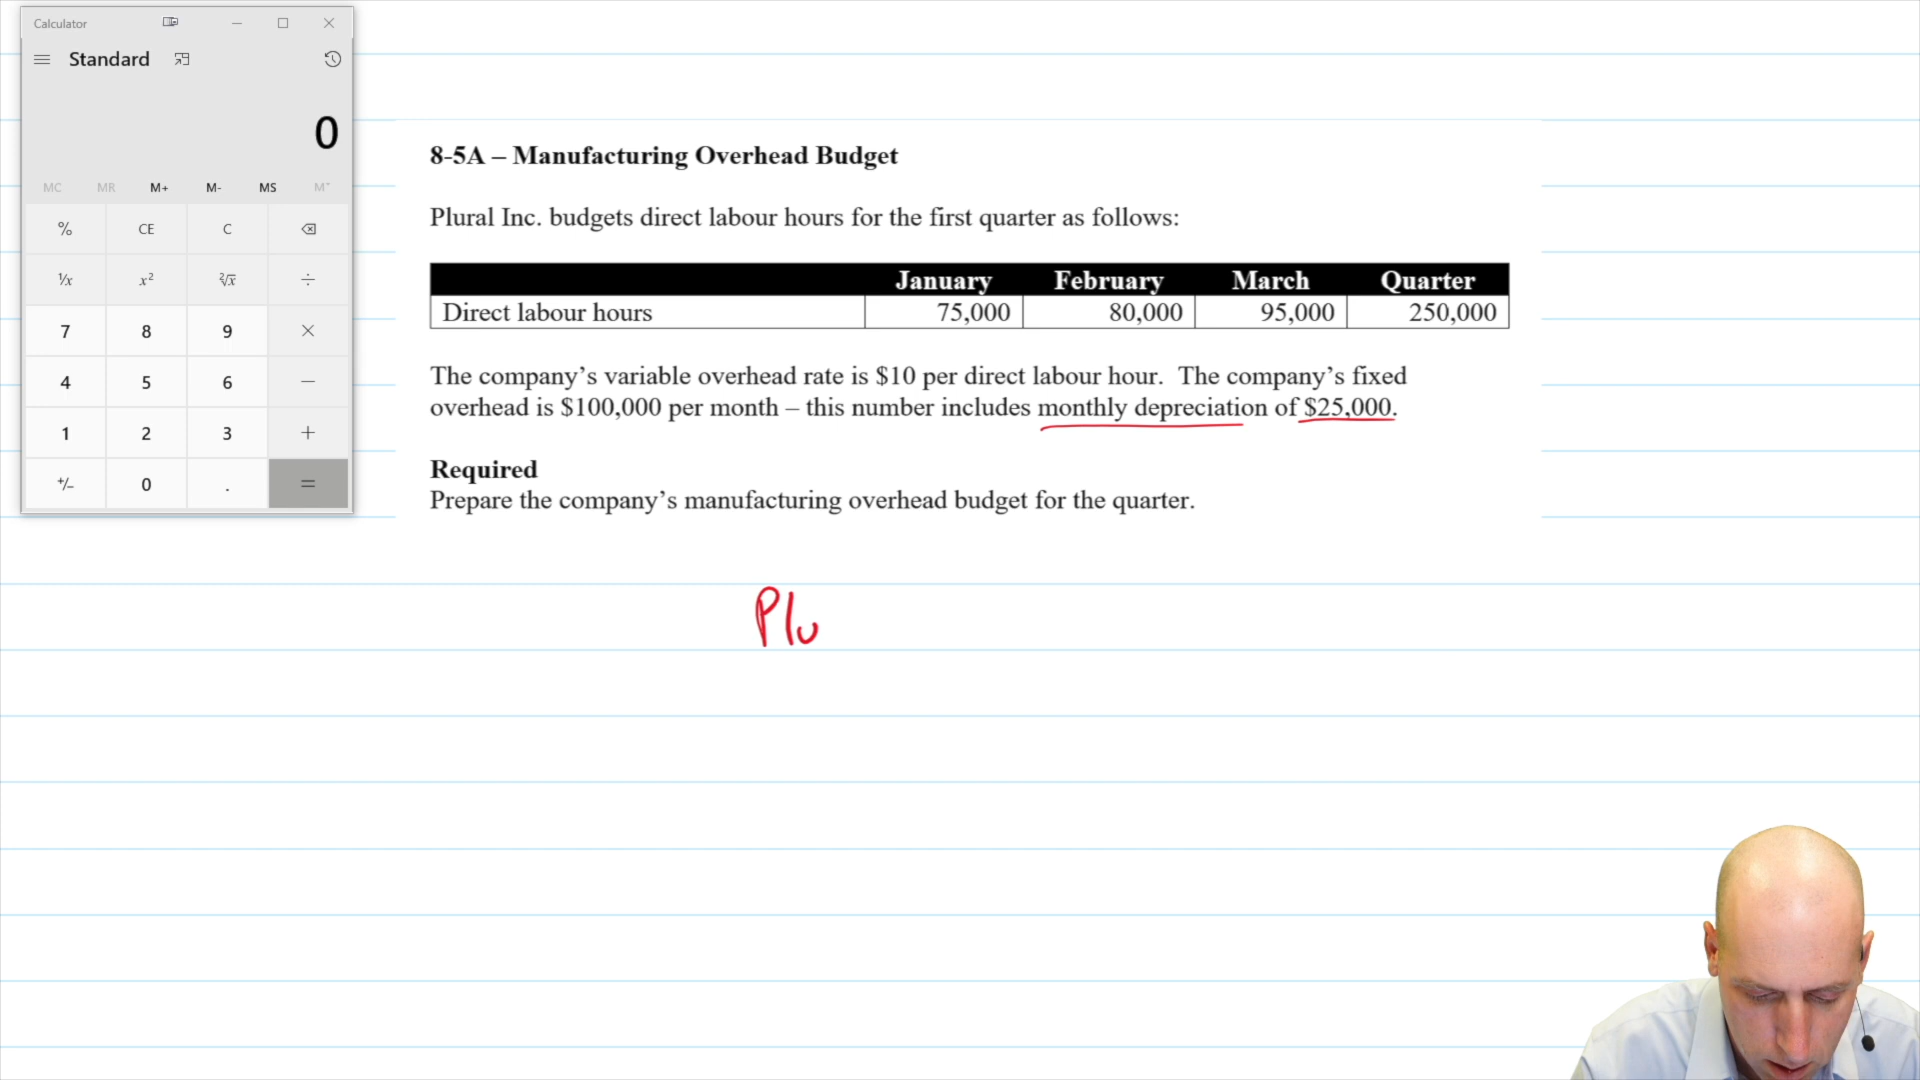 Calculator
Standard
0
MC MR M+ M- MS M˅
% CE C
¹/x x² ²√x ÷
7 8 9 ×
4 5 6 −
1 2 3 +
+/− 0 . =
8-5A – Manufacturing Overhead Budget
Plural Inc. budgets direct labour hours for the first quarter as follows:
January February March Quarter
Direct labour hours 75,000 80,000 95,000 250,000
The company’s variable overhead rate is $10 per direct labour hour. The company’s fixed
overhead is $100,000 per month – this number includes monthly depreciation of $25,000.
Required
Prepare the company’s manufacturing overhead budget for the quarter.
Plu